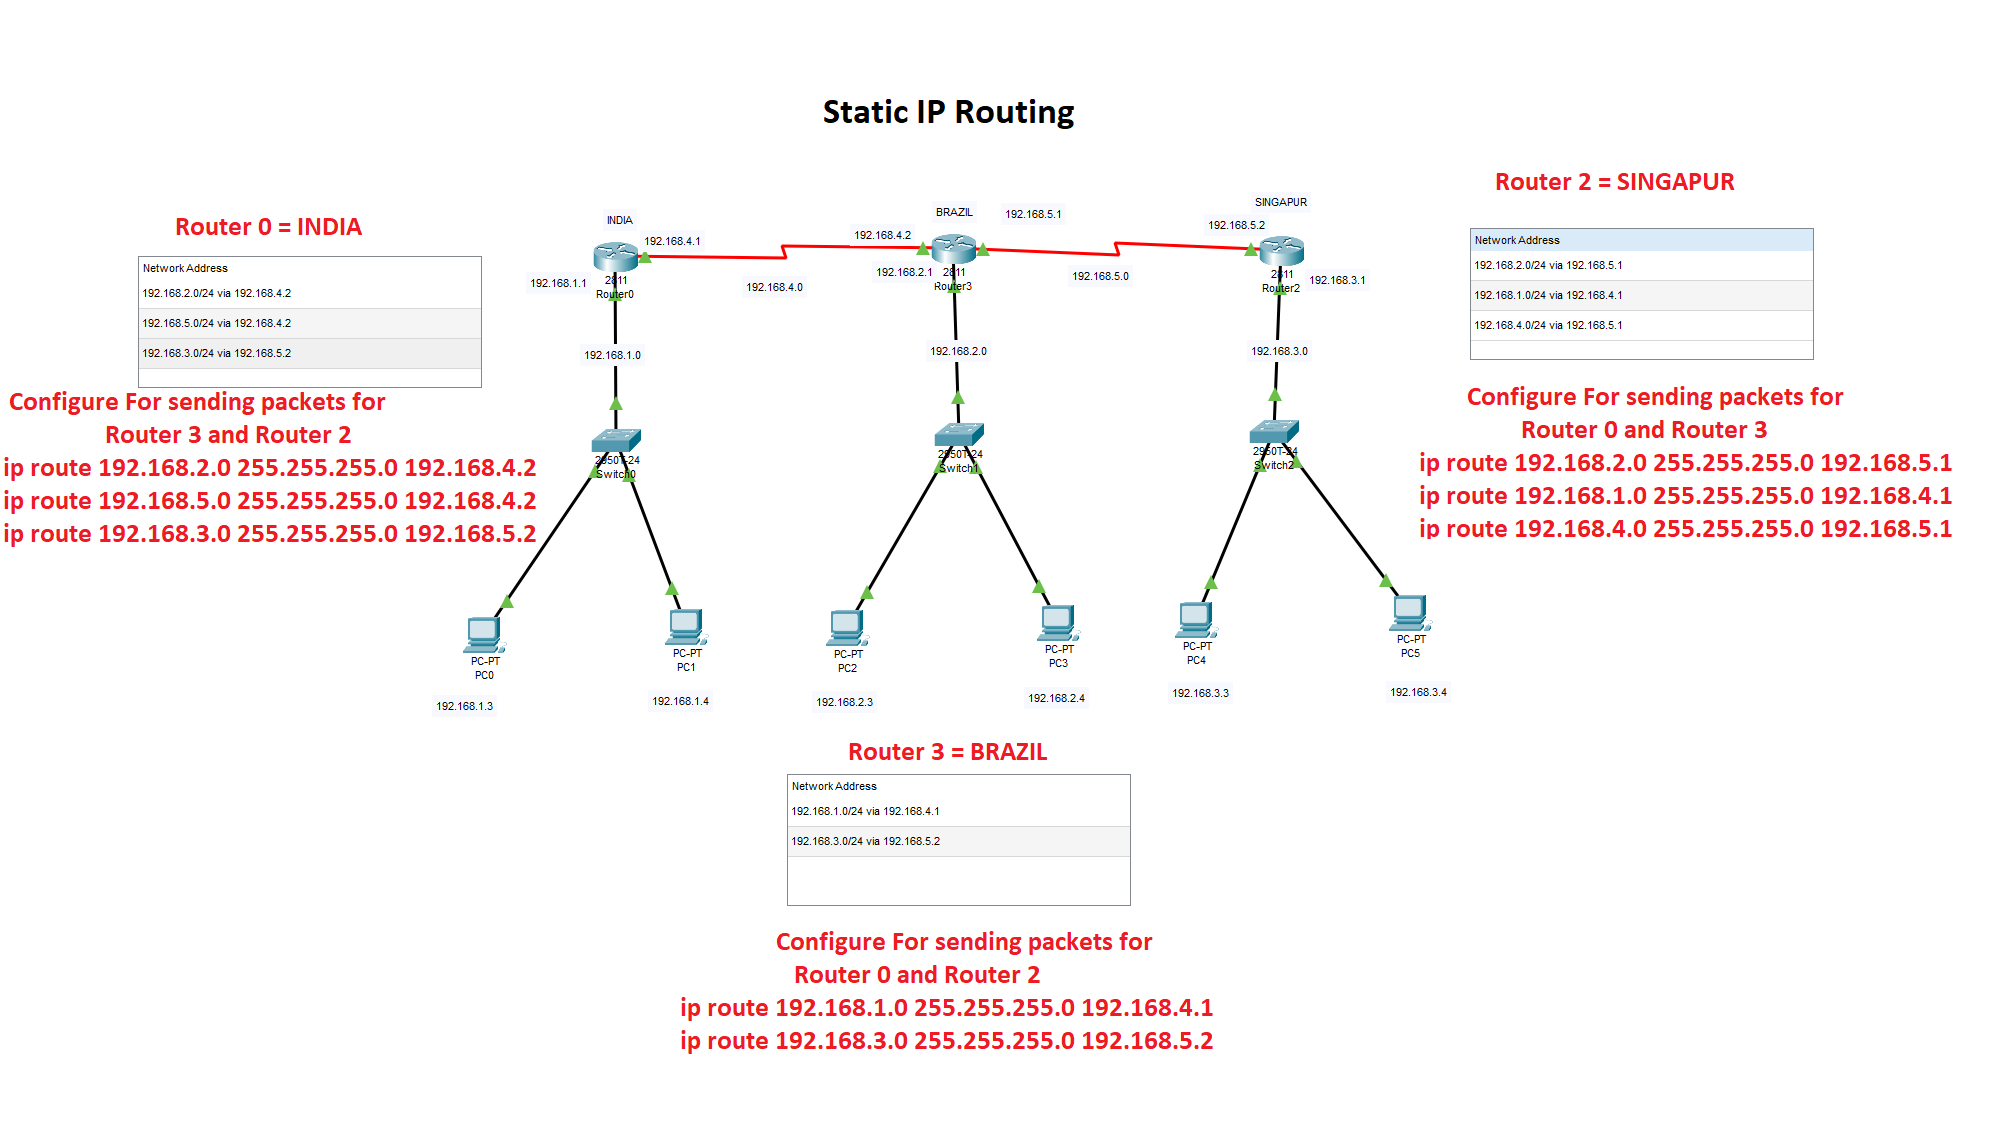 Static IP Routing
Router 2 = SINGAPUR
Router 0 = INDIA
Network Address
192.168.2.0/24 via 192.168.4.2
192.168.5.0/24 via 192.168.4.2
192.168.3.0/24 via 192.168.5.2
Configure For sending packets for
Router 3 and Router 2
ip route 192.168.2.0 255.255.255.0 192.168.4.2
ip route 192.168.5.0 255.255.255.0 192.168.4.2
ip route 192.168.3.0 255.255.255.0 192.168.5.2
INDIA
192.168.4.1
192.168.1.1
2811
Router0
192.168.4.0
192.168.1.0
2950T-24
Switch0
PC-PT
PC0
192.168.1.3
PC-PT
PC1
192.168.1.4
BRAZIL
192.168.5.1
192.168.4.2
192.168.2.1
2811
Router3
192.168.5.0
192.168.2.0
2950T-24
Switch1
PC-PT
PC2
192.168.2.3
PC-PT
PC3
192.168.2.4
SINGAPUR
192.168.5.2
2811
Router2
192.168.3.1
192.168.3.0
2950T-24
Switch2
PC-PT
PC4
192.168.3.3
PC-PT
PC5
192.168.3.4
Network Address
192.168.2.0/24 via 192.168.5.1
192.168.1.0/24 via 192.168.4.1
192.168.4.0/24 via 192.168.5.1
Configure For sending packets for
Router 0 and Router 3
ip route 192.168.2.0 255.255.255.0 192.168.5.1
ip route 192.168.1.0 255.255.255.0 192.168.4.1
ip route 192.168.4.0 255.255.255.0 192.168.5.1
Router 3 = BRAZIL
Network Address
192.168.1.0/24 via 192.168.4.1
192.168.3.0/24 via 192.168.5.2
Configure For sending packets for
Router 0 and Router 2
ip route 192.168.1.0 255.255.255.0 192.168.4.1
ip route 192.168.3.0 255.255.255.0 192.168.5.2